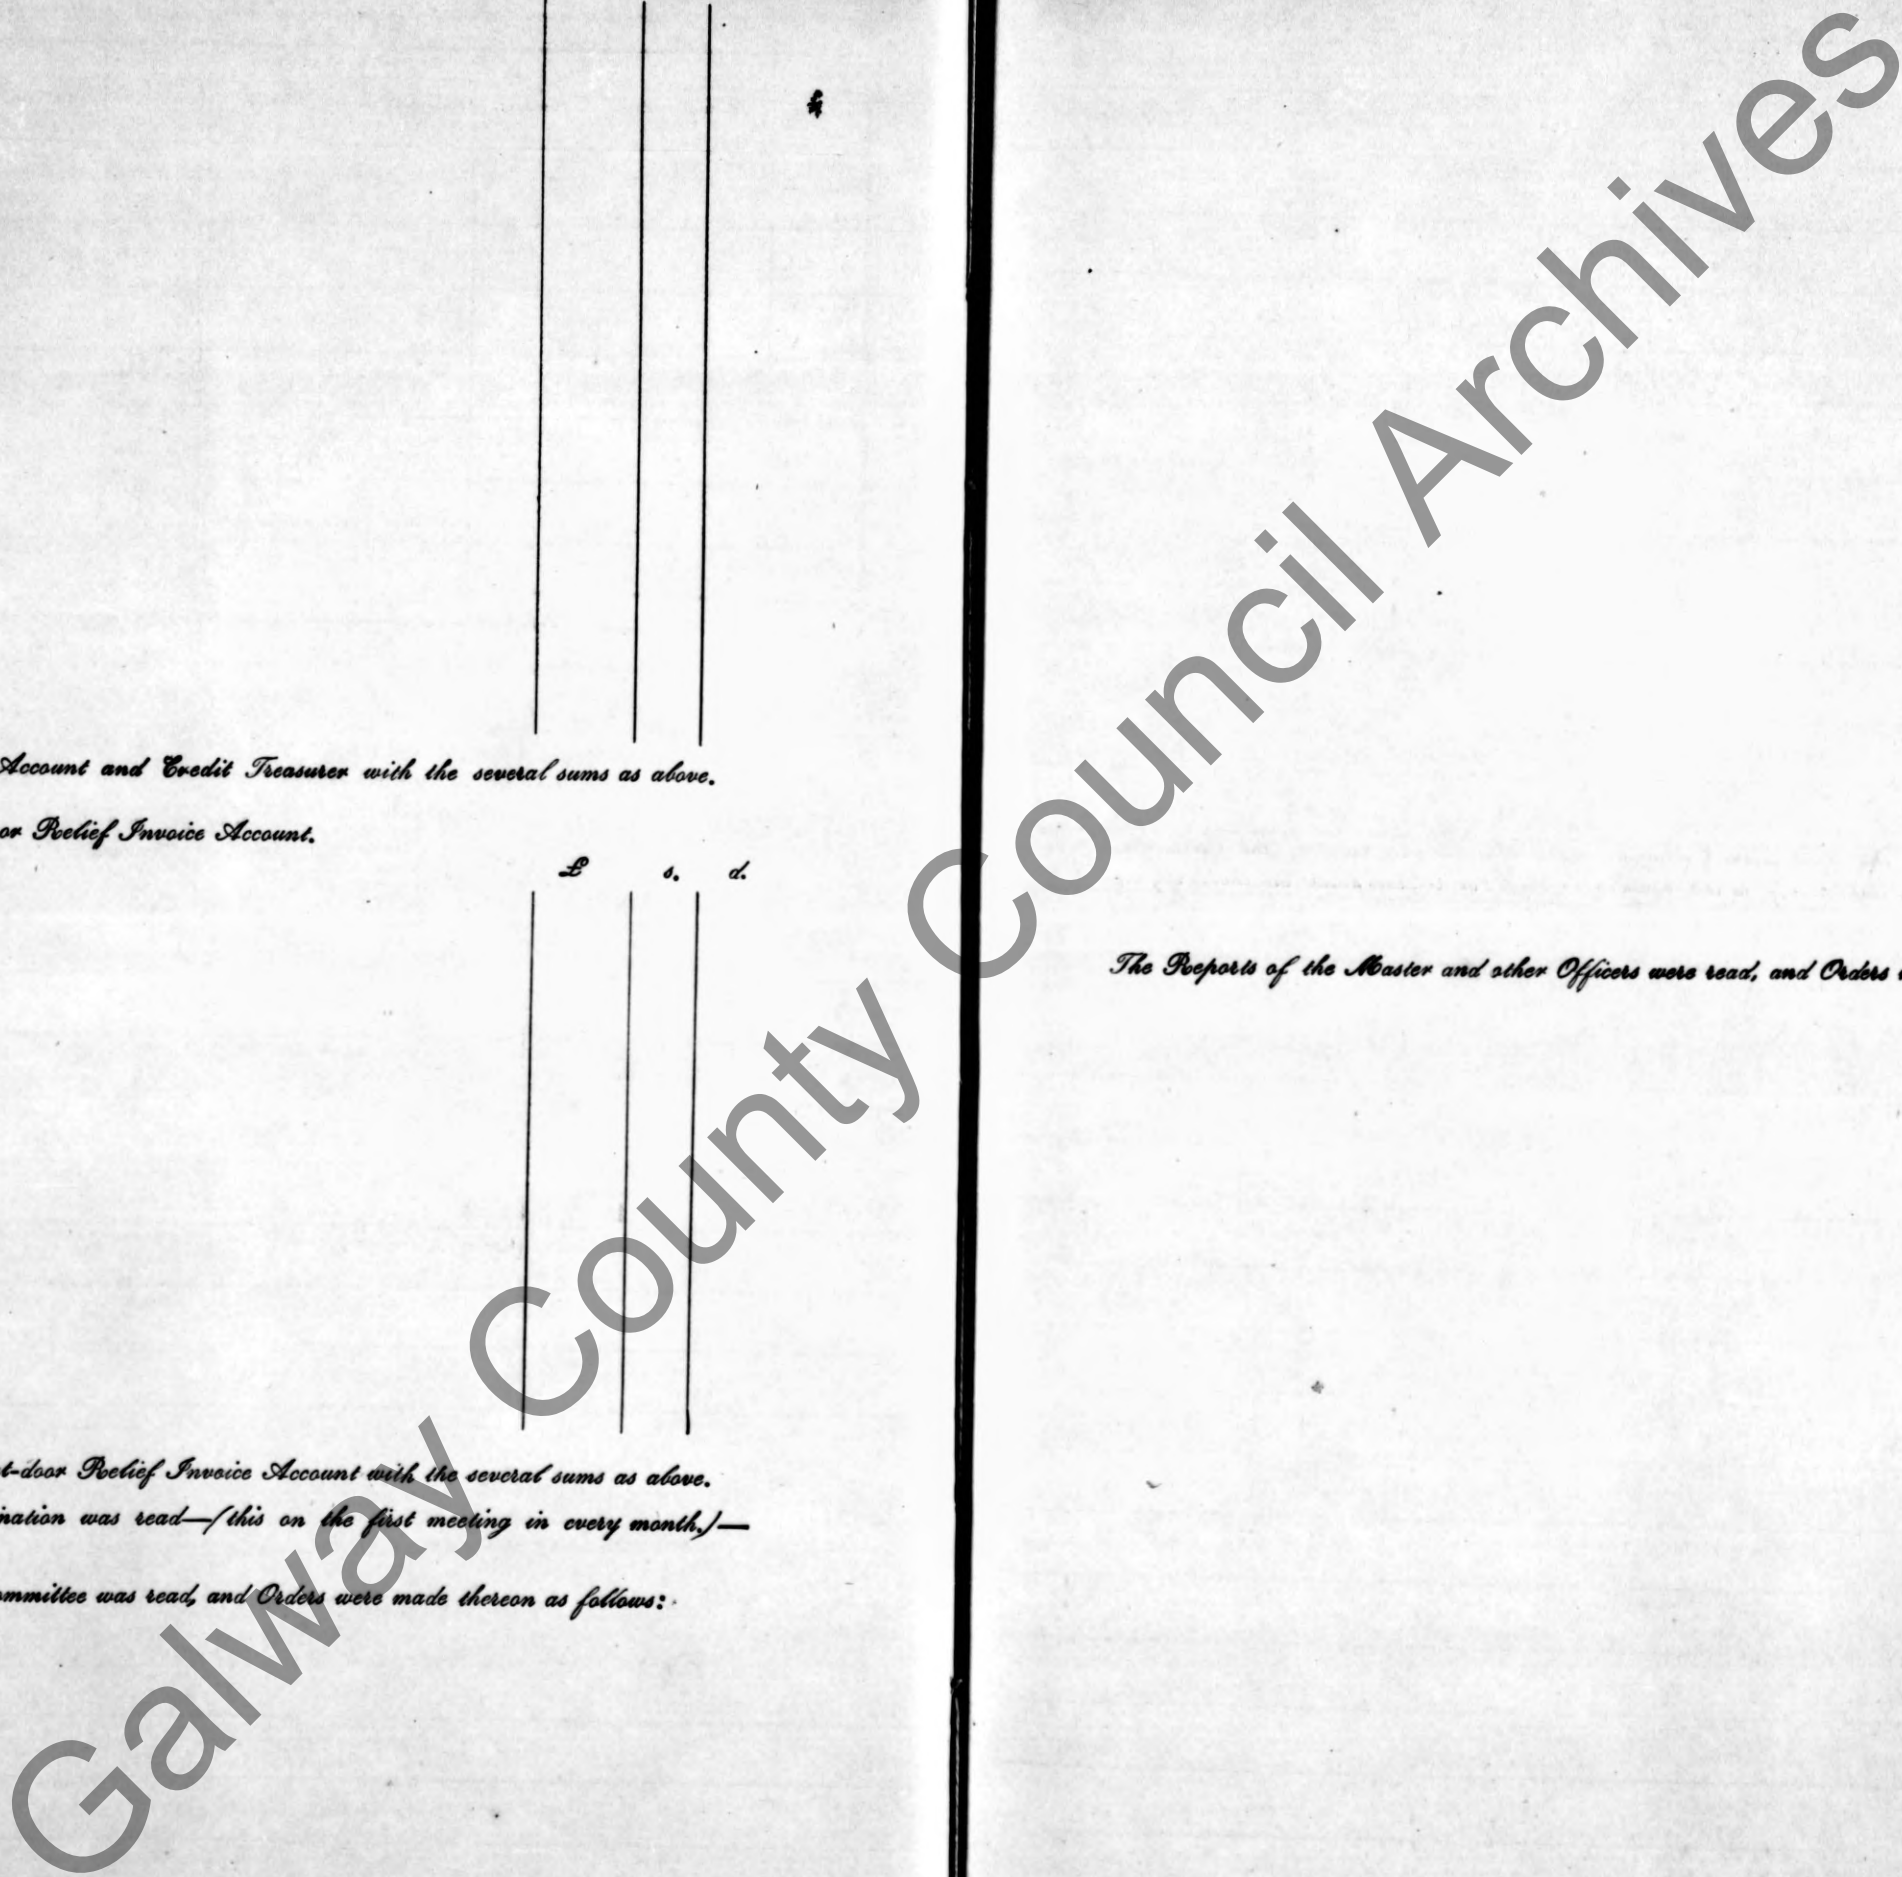 Account and Credit Treasurer with the several sums as above.
or Relief Invoice Account.
£ s. d.
t-door Relief Invoice Account with the several sums as above.
ination was read—(this on the first meeting in every month.)—
ommittee was read, and Orders were made thereon as follows:
The Reports of the Master and other Officers were read, and Orders
Galway County Council Archives